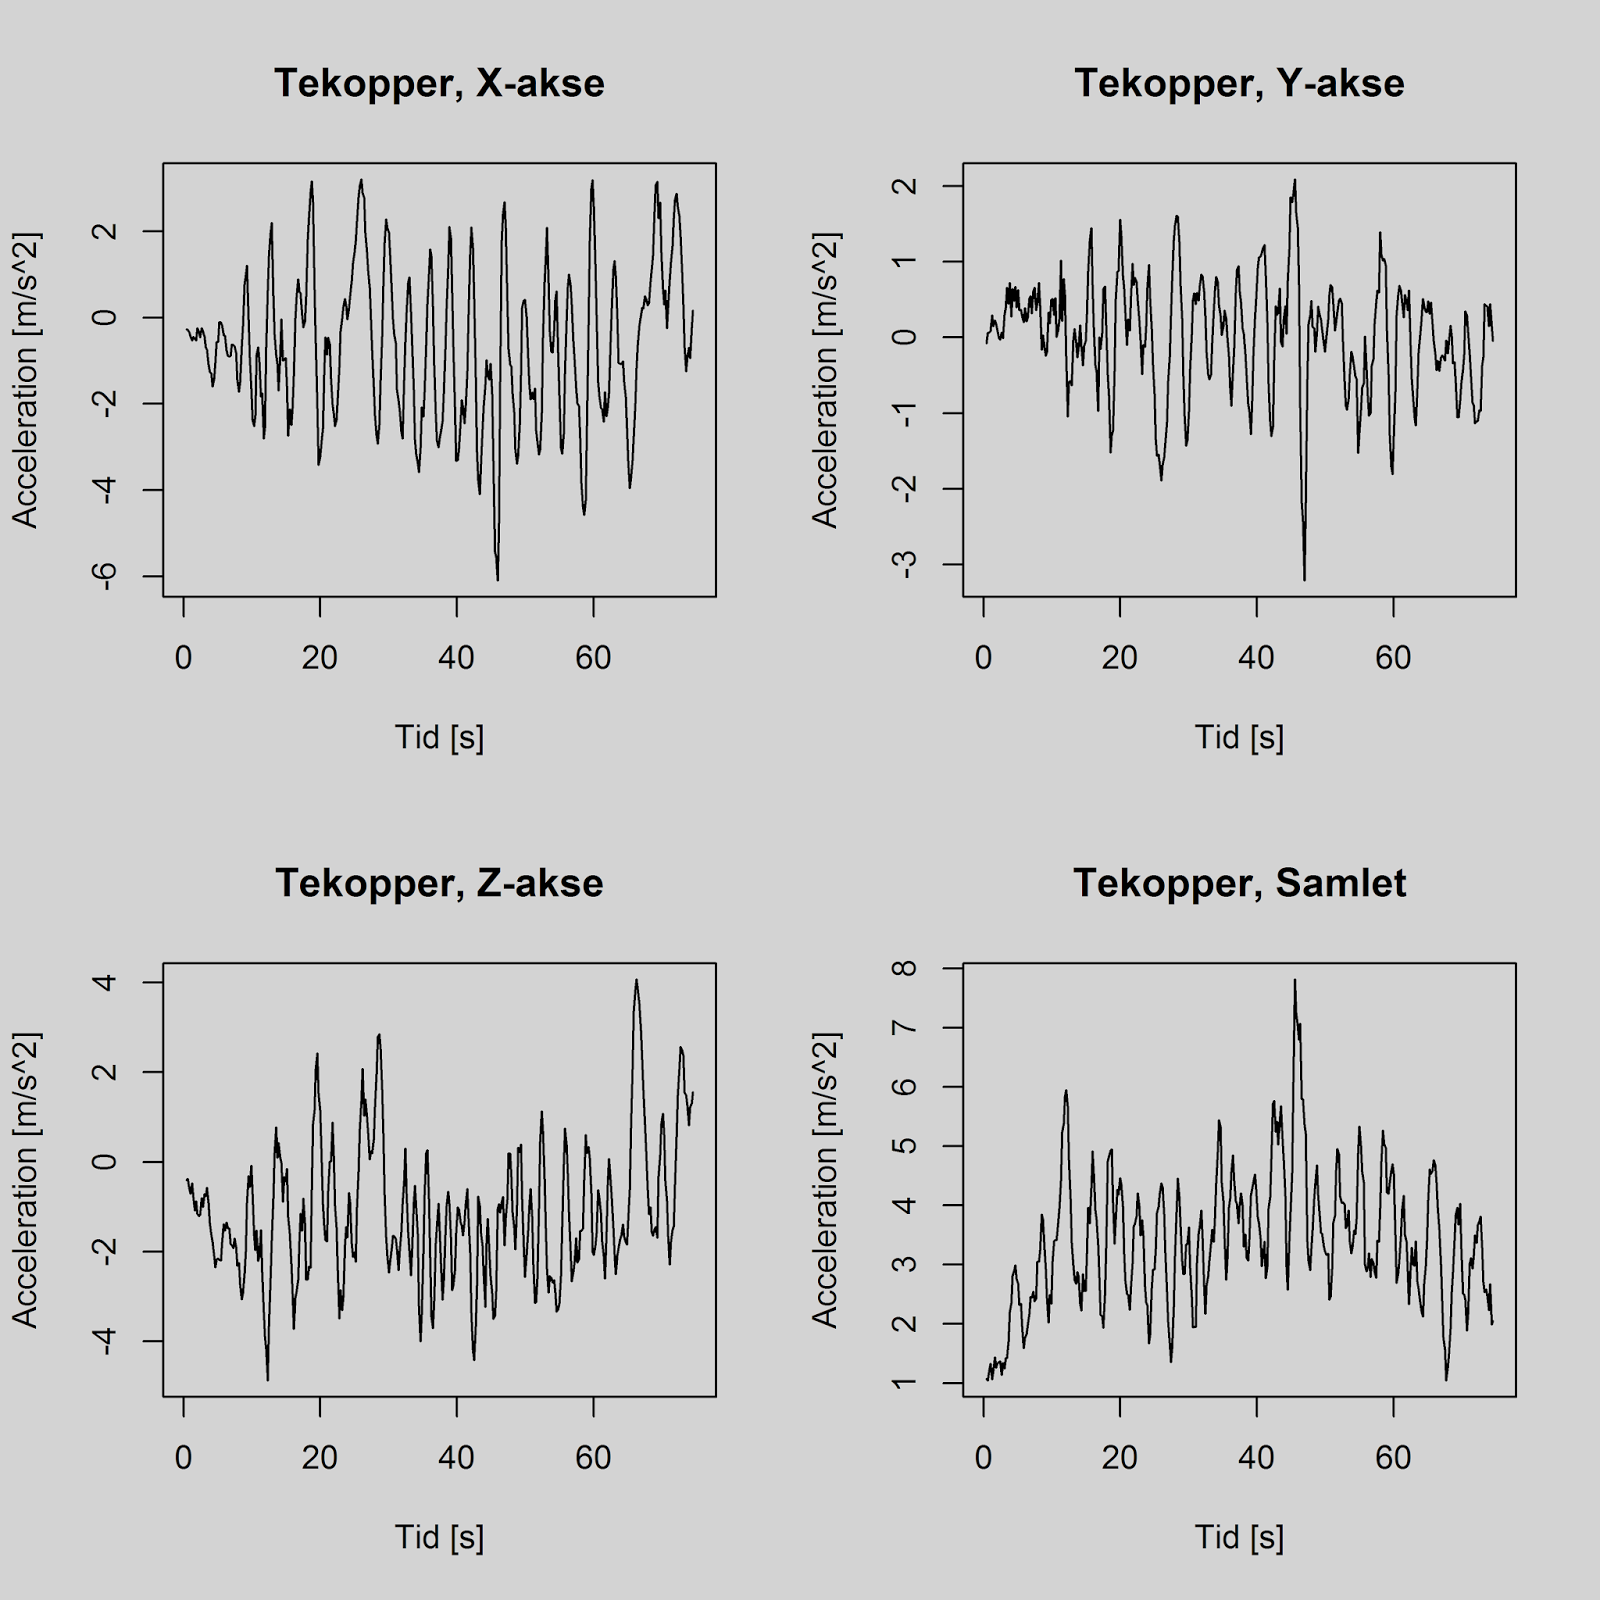 Tekopper, X-akse
Acceleration [m/s^2]
2
0
-2
-4
-6
0 20 40 60
Tid [s]
Tekopper, Y-akse
Acceleration [m/s^2]
2
1
0
-1
-2
-3
0 20 40 60
Tid [s]
Tekopper, Z-akse
Acceleration [m/s^2]
4
2
0
-2
-4
0 20 40 60
Tid [s]
Tekopper, Samlet
Acceleration [m/s^2]
8
7
6
5
4
3
2
1
0 20 40 60
Tid [s]